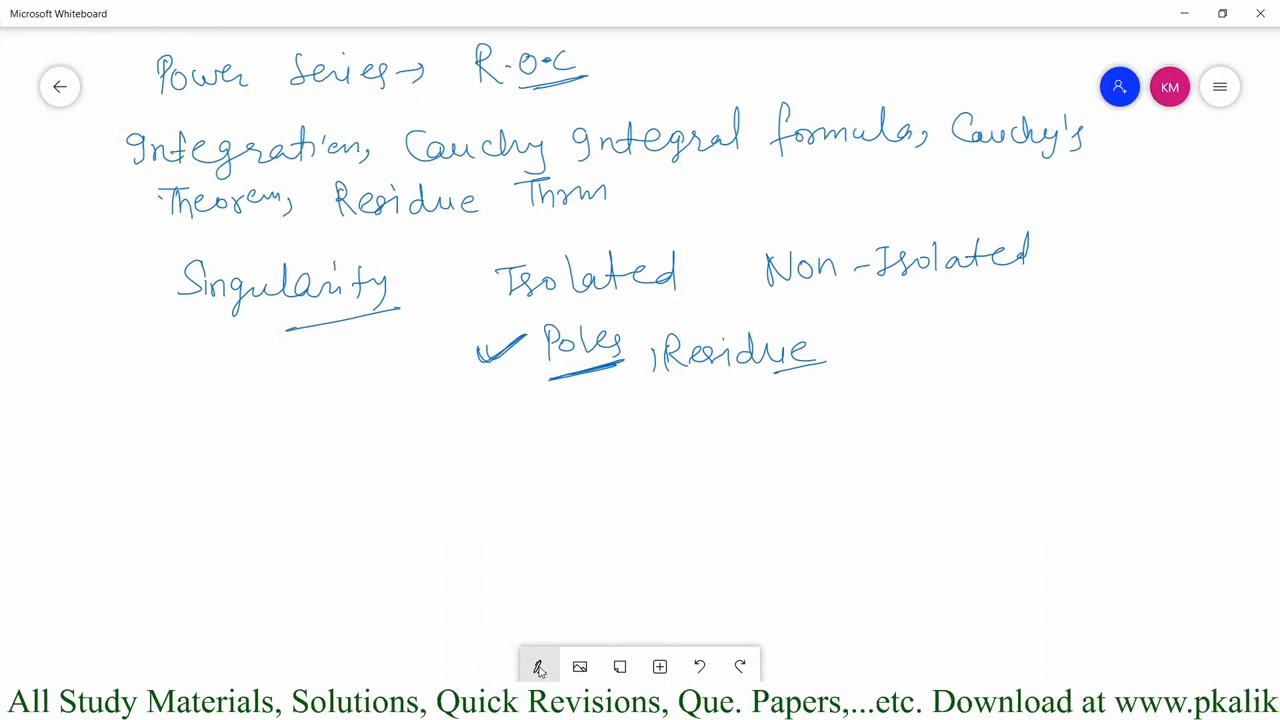 Microsoft Whiteboard
Power Series → R.O.C
KM
Integration, Cauchy Integral formula, Cauchy's
Theorem, Residue Thrm
Singularity Isolated Non-Isolated
✓ Poles, Residue
All Study Materials, Solutions, Quick Revisions, Que. Papers,...etc. Download at www.pkalik